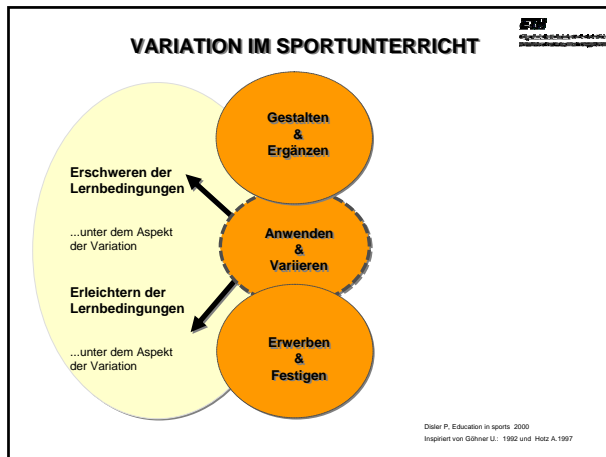 VARIATION IM SPORTUNTERRICHT
ETH
Gestalten
&
Ergänzen
Erschweren der
Lernbedingungen
...unter dem Aspekt
der Variation
Anwenden
&
Variieren
Erleichtern der
Lernbedingungen
...unter dem Aspekt
der Variation
Erwerben
&
Festigen
Disler P, Education in sports 2000
Inspiriert von Göhner U.: 1992 und Hotz A.1997